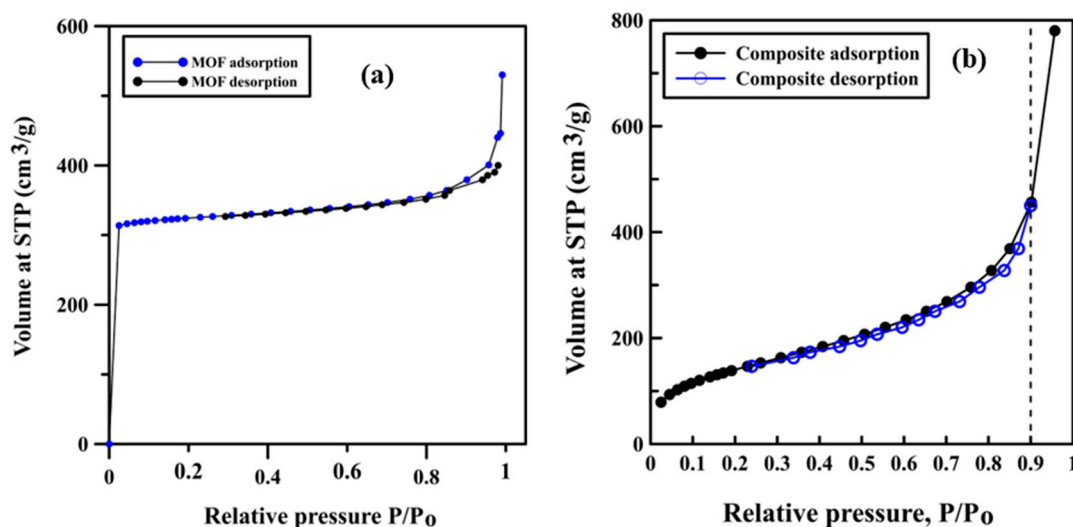 600
400
200
0
Volume at STP (cm³/g)
MOF adsorption
MOF desorption
(a)
0 0.2 0.4 0.6 0.8 1
Relative pressure P/Po
800
600
400
200
0
Volume at STP (cm³/g)
Composite adsorption
Composite desorption
(b)
0 0.1 0.2 0.3 0.4 0.5 0.6 0.7 0.8 0.9 1
Relative pressure, P/Po